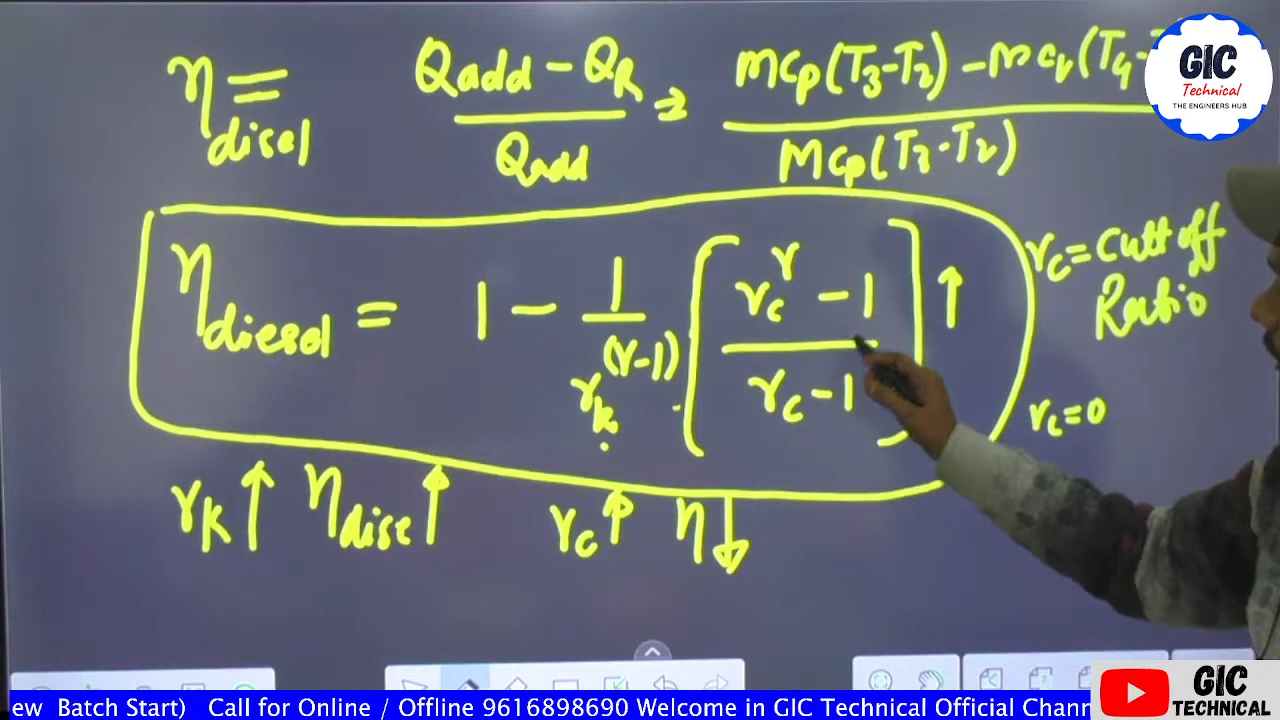 η = Qadd - QR / Qadd ⇒ mcp(T3-T2) - mcv(T4-T / mcp(T3-T2)
disel
ηdiesel = 1 - 1 / rk^(γ-1) [ rc^γ - 1 / rc - 1 ] ↑
rc = Cutt off
Ratio
rc = 0
rk ↑ ηdise ↑ rc ↑ η ↓
GIC
Technical
THE ENGINEERS HUB
ew Batch Start) Call for Online / Offline 9616898690 Welcome in GIC Technical Official Chann
GIC
TECHNICAL